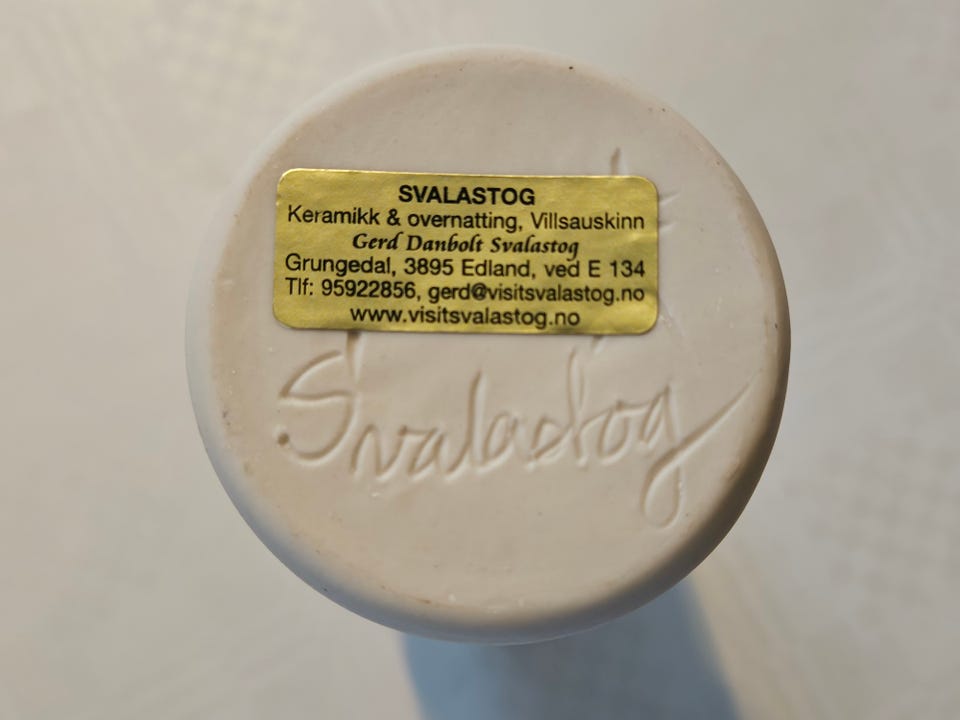 SVALASTOG
Keramikk & overnatting, Villsauskinn
Gerd Danbolt Svalastog
Grungedal, 3895 Edland, ved E 134
Tlf: 95922856, gerd@visitsvalastog.no
www.visitsvalastog.no
Svalastog